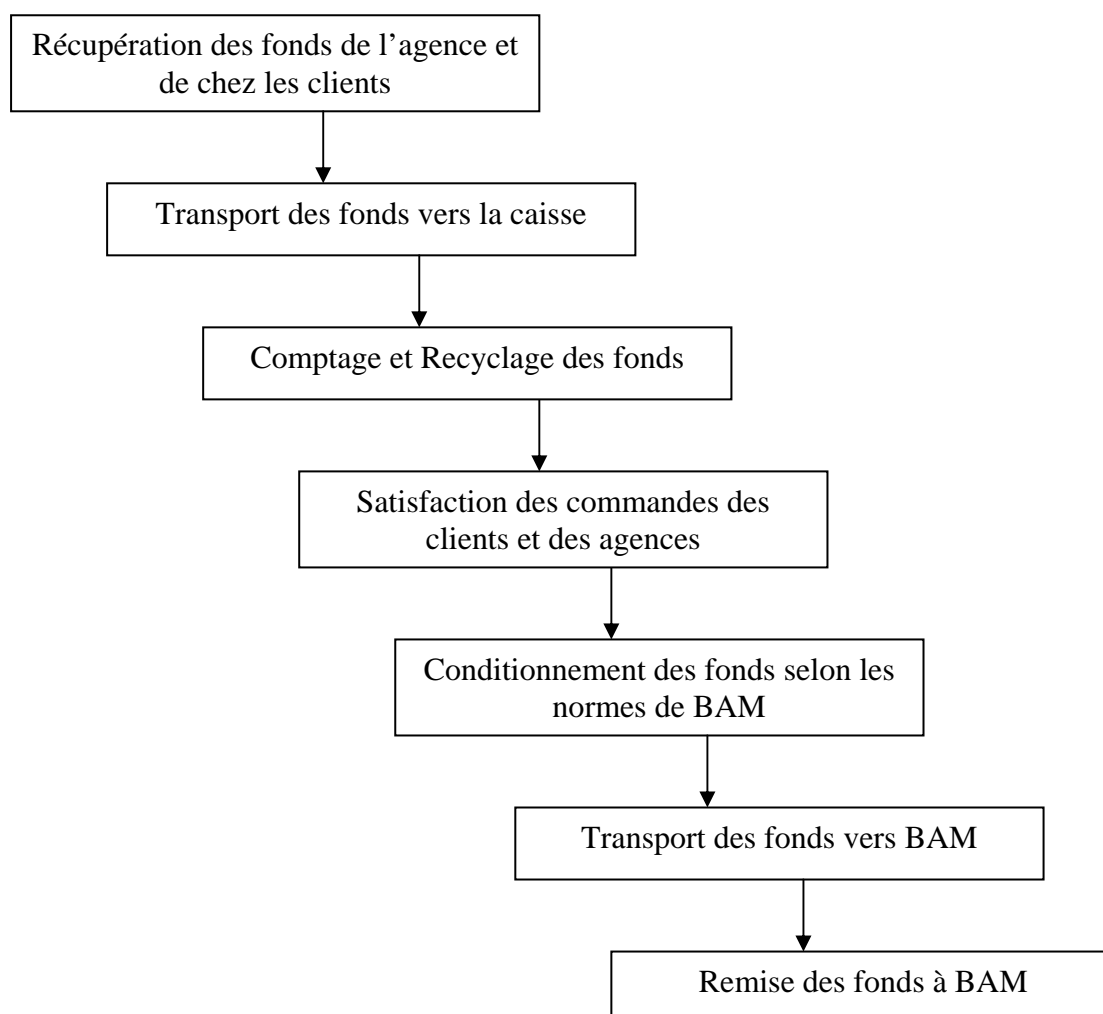 Récupération des fonds de l’agence et
de chez les clients
Transport des fonds vers la caisse
Comptage et Recyclage des fonds
Satisfaction des commandes des
clients et des agences
Conditionnement des fonds selon les
normes de BAM
Transport des fonds vers BAM
Remise des fonds à BAM